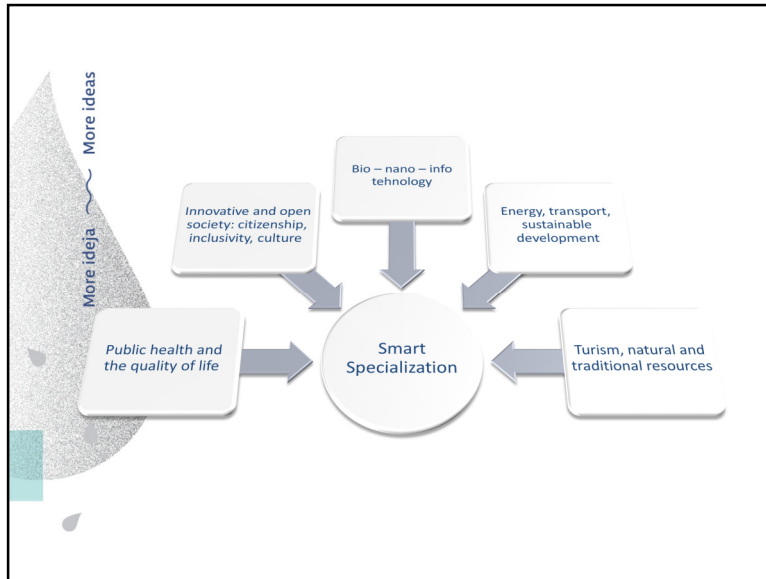 More ideja More ideas
Bio – nano – info
tehnology
Innovative and open
society: citizenship,
inclusivity, culture
Energy, transport,
sustainable
development
Public health and
the quality of life
Smart
Specialization
Turism, natural and
traditional resources